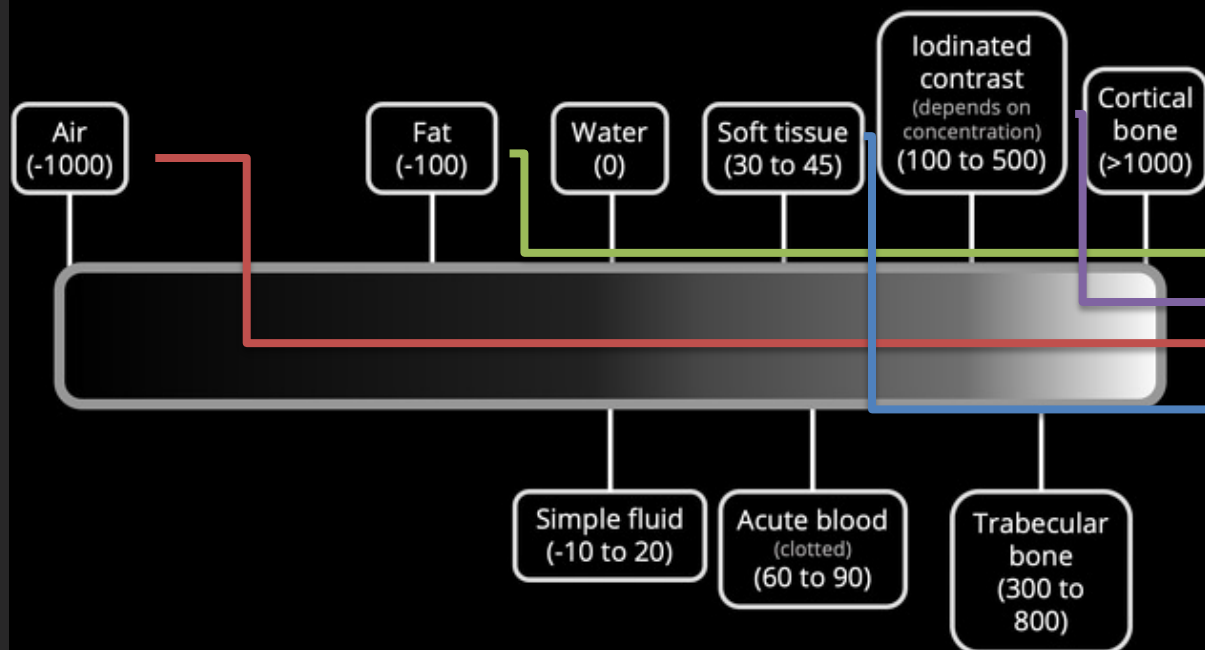 Air
(-1000)
Fat
(-100)
Water
(0)
Soft tissue
(30 to 45)
Iodinated
contrast
(depends on
concentration)
(100 to 500)
Cortical
bone
(>1000)
Simple fluid
(-10 to 20)
Acute blood
(clotted)
(60 to 90)
Trabecular
bone
(300 to
800)